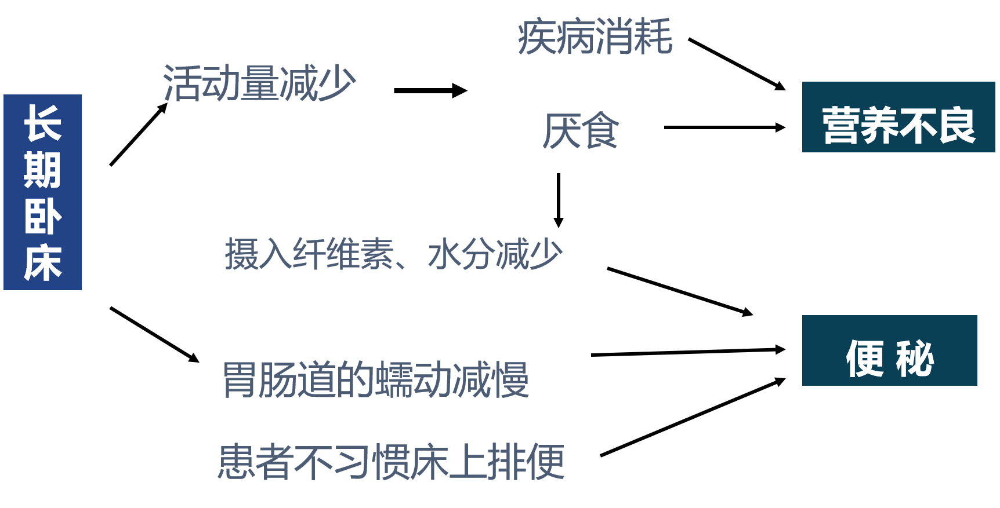 长期卧床
活动量减少
疾病消耗
厌食
营养不良
摄入纤维素、水分减少
胃肠道的蠕动减慢
便 秘
患者不习惯床上排便